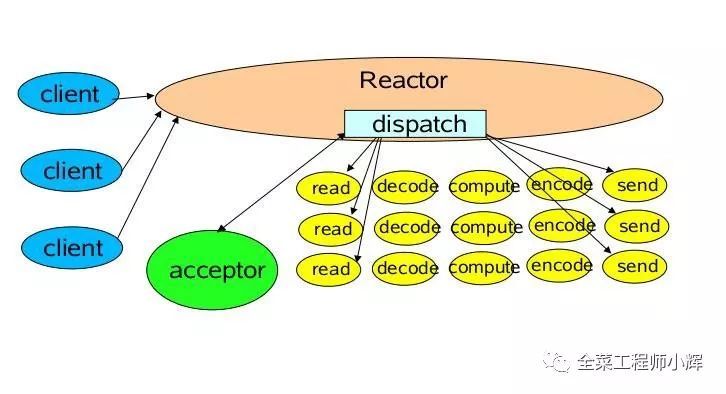 Reactor
client
dispatch
client
read decode compute encode send
read decode compute encode send
client
acceptor
read decode compute encode send
全菜工程师小辉